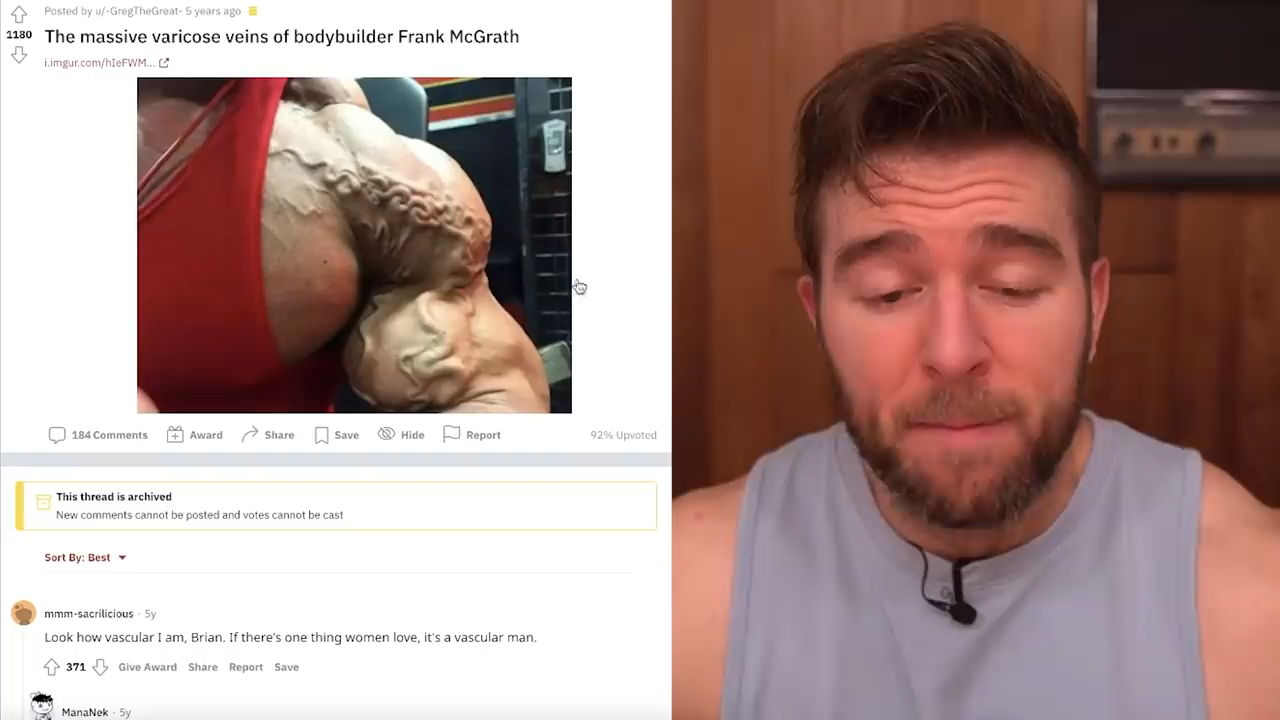 Posted by u/-GregTheGreat- 5 years ago
1180
The massive varicose veins of bodybuilder Frank McGrath
i.imgur.com/hIeFWM...
184 Comments Award Share Save Hide Report 92% Upvoted
This thread is archived
New comments cannot be posted and votes cannot be cast
Sort By: Best
mmm-sacrilicious · 5y
Look how vascular I am, Brian. If there's one thing women love, it's a vascular man.
371 Give Award Share Report Save
ManaNek · 5y